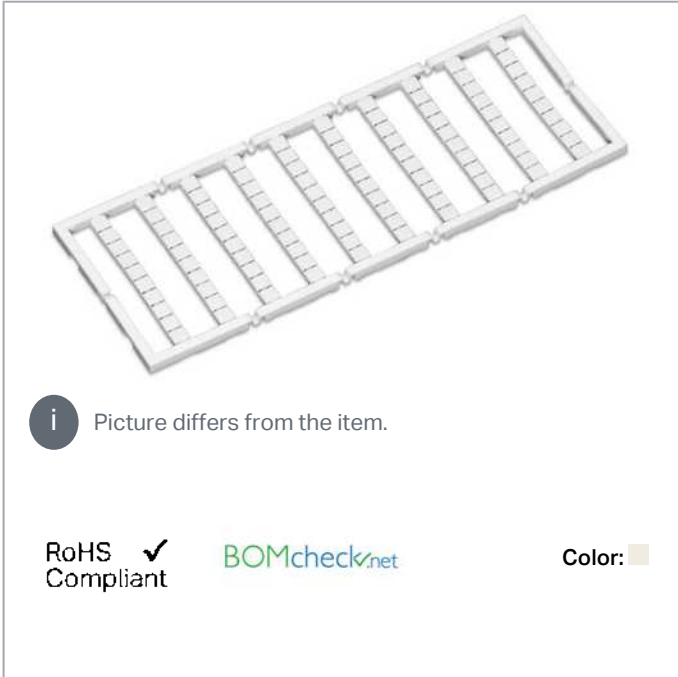 i Picture differs from the item.
RoHS ✓
Compliant
BOMcheck.net
Color: